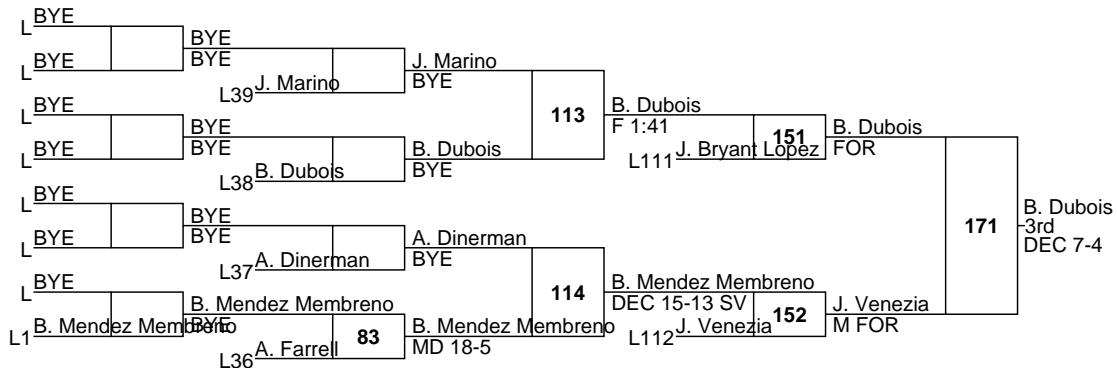 L BYE
BYE
L BYE
BYE
L39 J. Marino
J. Marino
BYE
L BYE
BYE
L BYE
BYE
L38 B. Dubois
B. Dubois
BYE
113
B. Dubois
F 1:41
L111 J. Bryant Lopez
151
B. Dubois
FOR
L BYE
BYE
L BYE
BYE
L37 A. Dinerman
A. Dinerman
BYE
L BYE
B. Mendez Membreno
L1 B. Mendez Membreno
BYE
L36 A. Farrell
83
B. Mendez Membreno
MD 18-5
114
B. Mendez Membreno
DEC 15-13 SV
L112 J. Venezia
152
J. Venezia
M FOR
171
B. Dubois
3rd
DEC 7-4